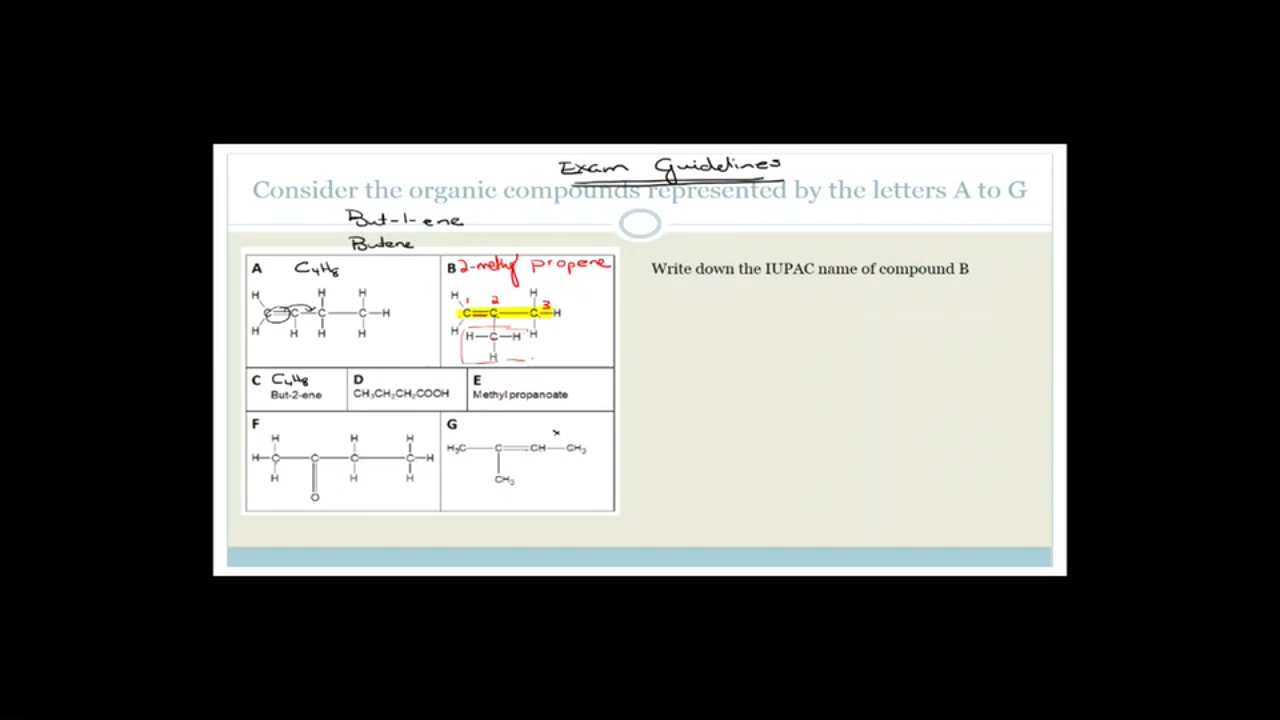 Exam Guidelines
Consider the organic compounds represented by the letters A to G
But-1-ene
Butene
A C₄H₈
H H H
C C C C H
H H H H
B 2-methyl propene
H 1 2 H 3
C C C H
H H C H H
H
Write down the IUPAC name of compound B
C C₄H₈
But-2-ene
D
CH₃CH₂CH₂COOH
E
Methyl propanoate
F
H H H
H C C C C H
H H H
O
G
x
H₃C C CH CH₃
CH₃